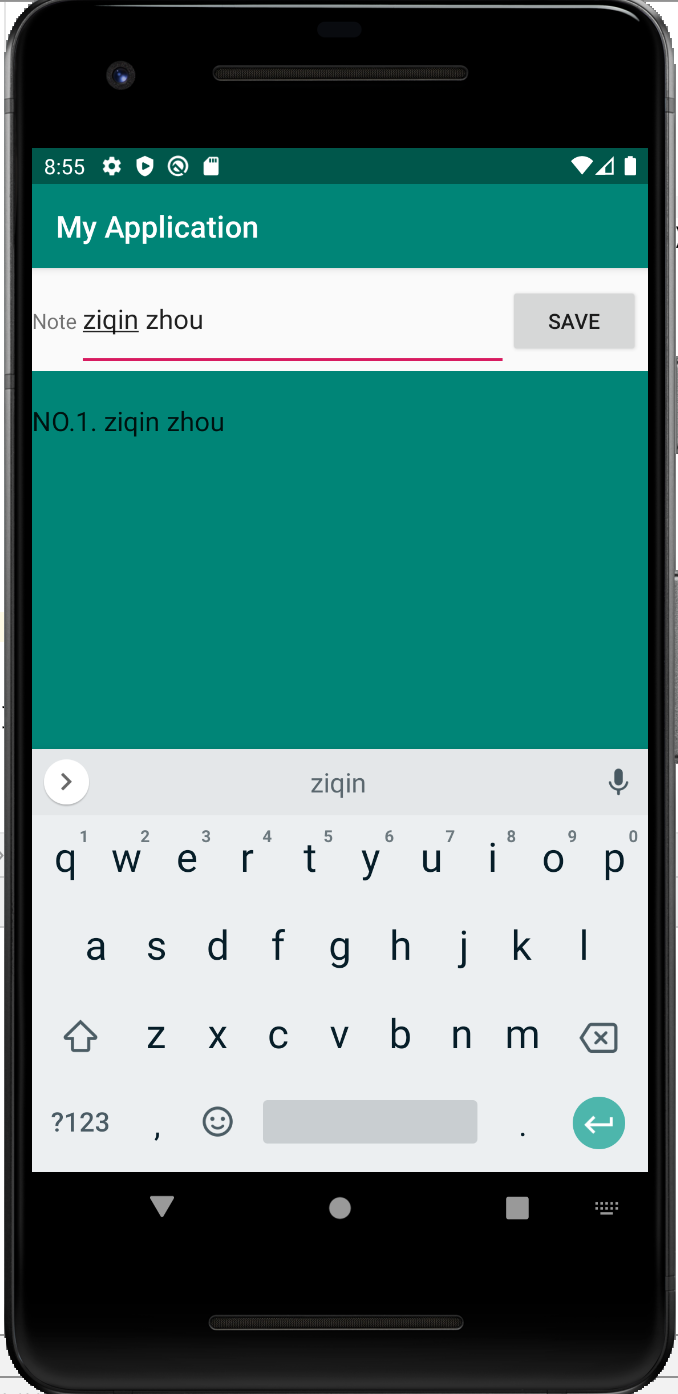 8:55
My Application
Note ziqin zhou SAVE
NO.1. ziqin zhou
ziqin
1 2 3 4 5 6 7 8 9 0
q w e r t y u i o p
a s d f g h j k l
z x c v b n m
?123 , .